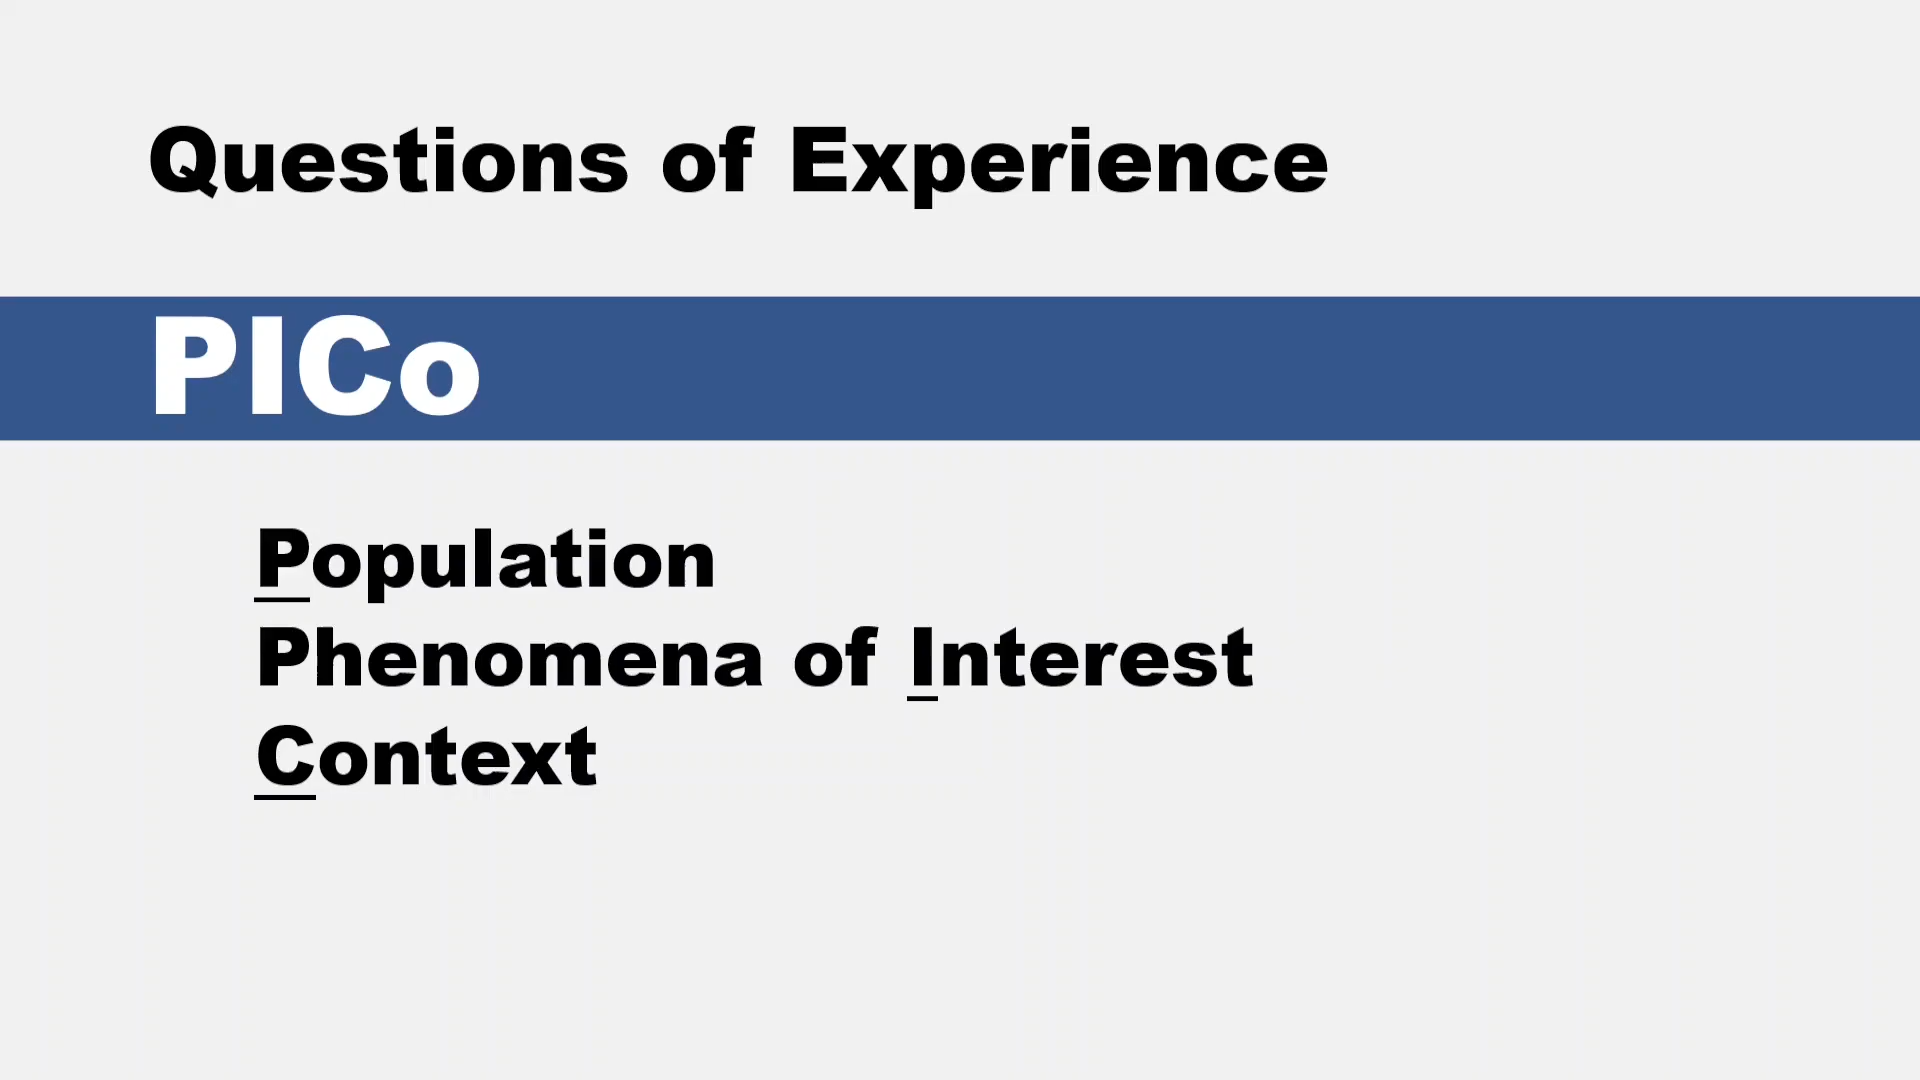 Questions of Experience
PICo
Population
Phenomena of Interest
Context